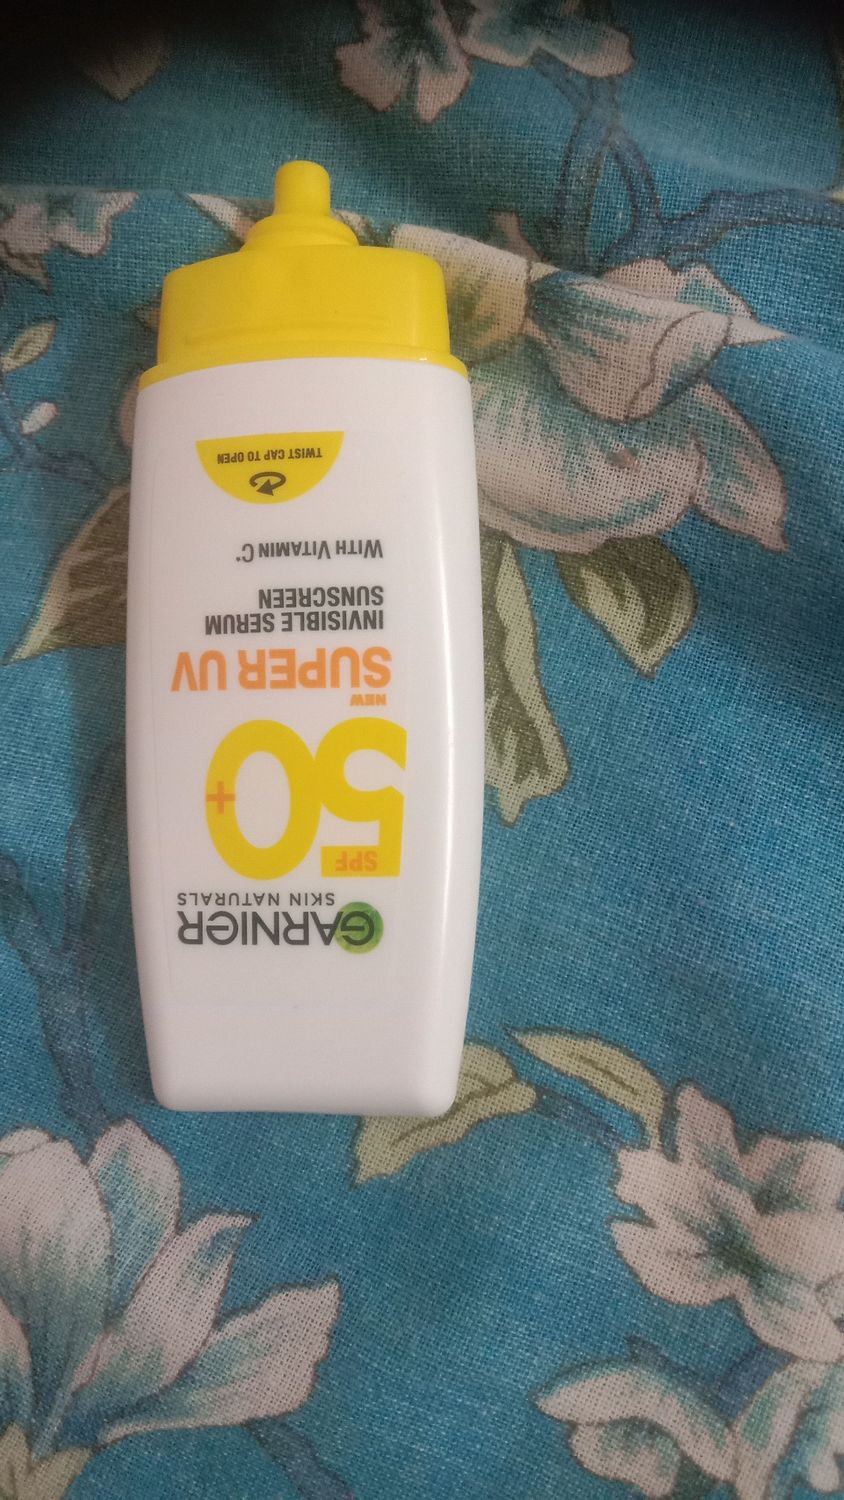 GARNIER
SKIN NATURALS
SPF
50+
NEW
SUPER UV
INVISIBLE SERUM
SUNSCREEN
WITH VITAMIN C*
TWIST CAP TO OPEN